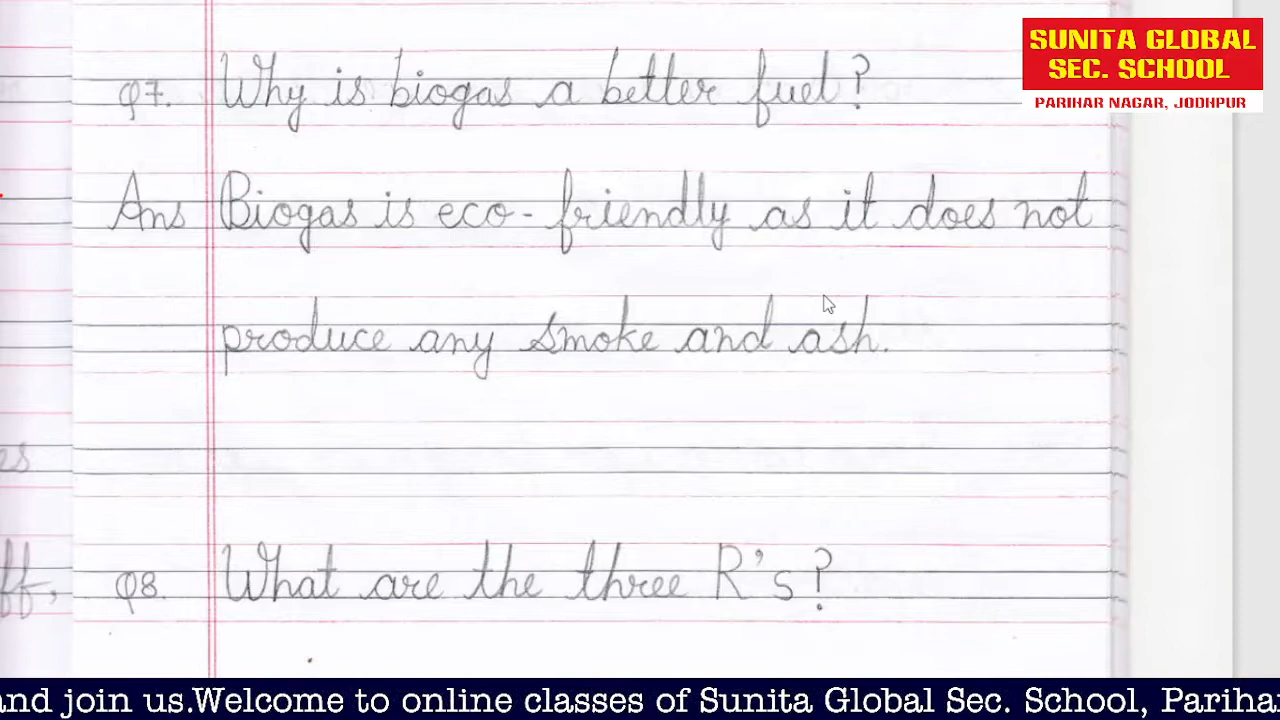 SUNITA GLOBAL
SEC. SCHOOL
PARIHAR NAGAR, JODHPUR
Q7. Why is biogas a better fuel?
Ans Biogas is eco-friendly as it does not
produce any smoke and ash.
Q8. What are the three R's?
and join us.Welcome to online classes of Sunita Global Sec. School, Parihar